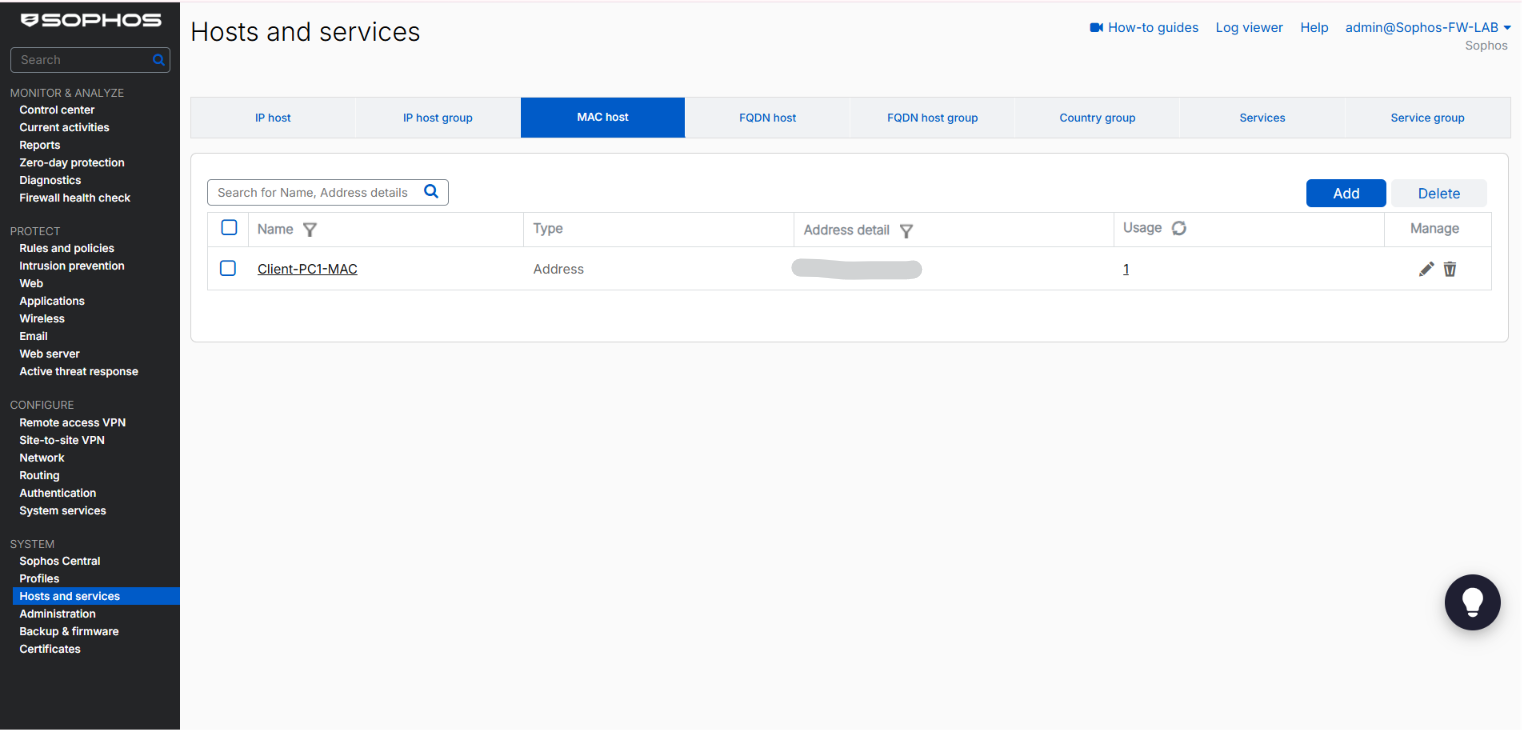 SOPHOS
Search
MONITOR & ANALYZE
Control center
Current activities
Reports
Zero-day protection
Diagnostics
Firewall health check
PROTECT
Rules and policies
Intrusion prevention
Web
Applications
Wireless
Email
Web server
Active threat response
CONFIGURE
Remote access VPN
Site-to-site VPN
Network
Routing
Authentication
System services
SYSTEM
Sophos Central
Profiles
Hosts and services
Administration
Backup & firmware
Certificates
Hosts and services
How-to guides Log viewer Help admin@Sophos-FW-LAB
Sophos
IP host IP host group MAC host FQDN host FQDN host group Country group Services Service group
Search for Name, Address details
Add Delete
Name Type Address detail Usage Manage
Client-PC1-MAC Address 1